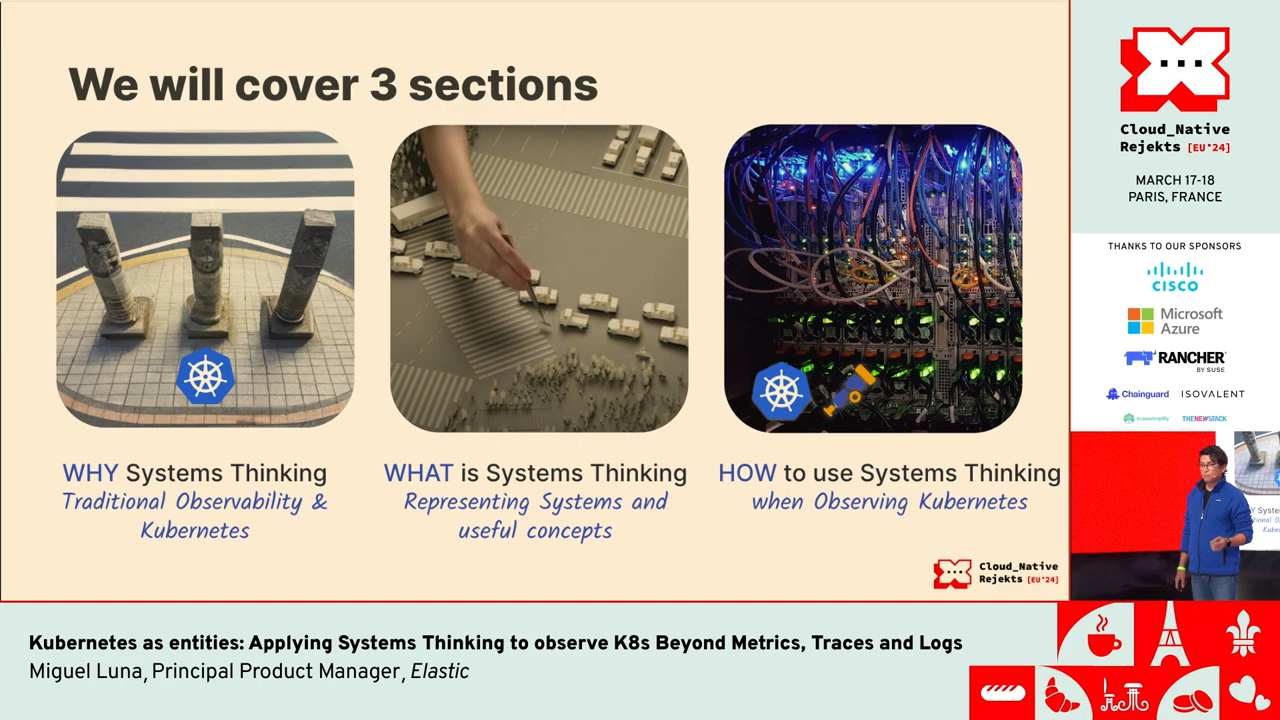 We will cover 3 sections
WHY Systems Thinking
Traditional Observability &
Kubernetes
WHAT is Systems Thinking
Representing Systems and
useful concepts
HOW to use Systems Thinking
when Observing Kubernetes
Cloud_Native
Rejekts [EU'24]
Cloud_Native
Rejekts [EU'24]
MARCH 17-18
PARIS, FRANCE
THANKS TO OUR SPONSORS
CISCO
Microsoft
Azure
RANCHER
BY SUSE
Chainguard
ISOVALENT
Kubesimplify
THENEWSTACK
Kubernetes as entities: Applying Systems Thinking to observe K8s Beyond Metrics, Traces and Logs
Miguel Luna, Principal Product Manager, Elastic